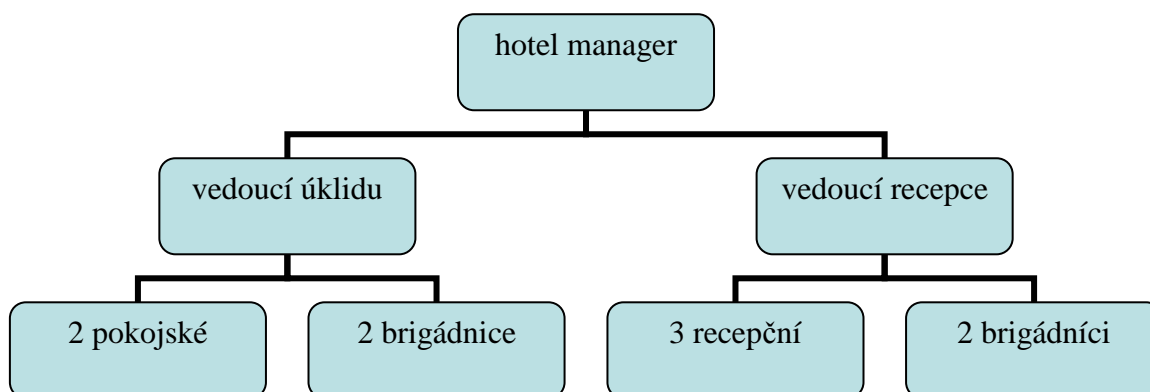 hotel manager
vedoucí úklidu
vedoucí recepce
2 pokojské
2 brigádnice
3 recepční
2 brigádníci